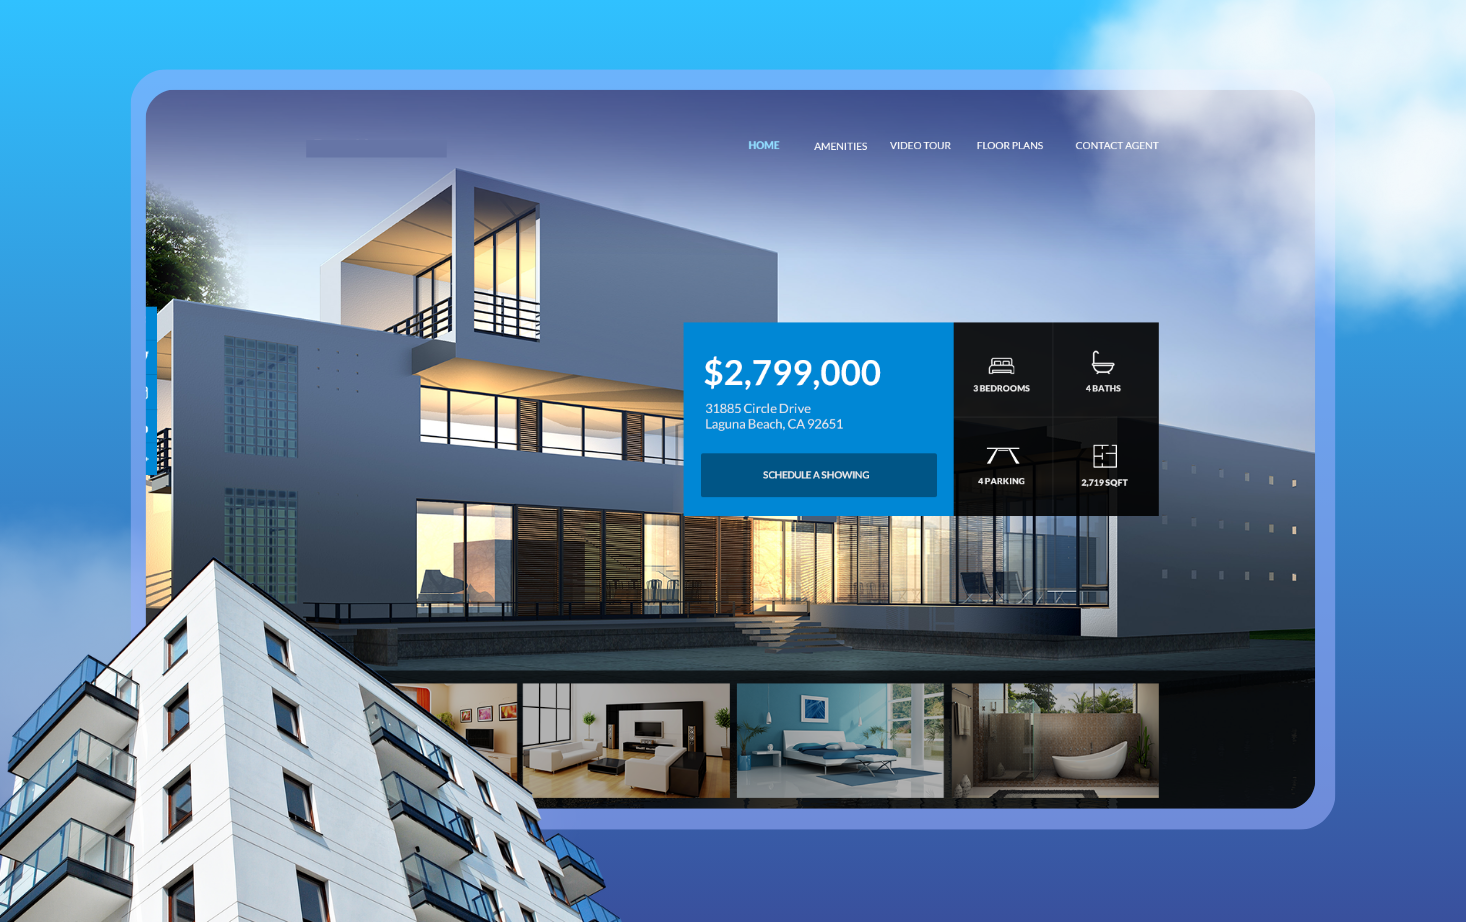 HOME AMENITIES VIDEO TOUR FLOOR PLANS CONTACT AGENT
$2,799,000
31885 Circle Drive
Laguna Beach, CA 92651
SCHEDULE A SHOWING
3 BEDROOMS
4 BATHS
4 PARKING
2,719 SQFT